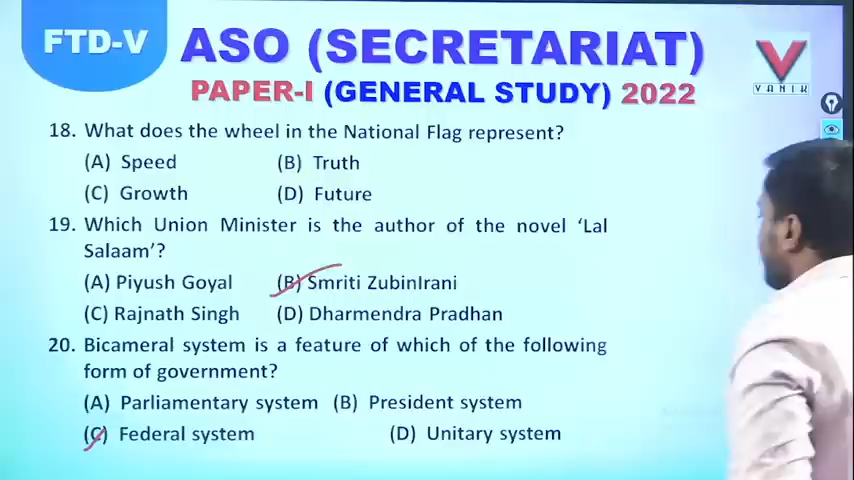 FTD-V
ASO (SECRETARIAT)
PAPER-I (GENERAL STUDY) 2022
VANIK
18. What does the wheel in the National Flag represent?
(A) Speed (B) Truth
(C) Growth (D) Future
19. Which Union Minister is the author of the novel ‘Lal
Salaam’?
(A) Piyush Goyal (B) Smriti ZubinIrani
(C) Rajnath Singh (D) Dharmendra Pradhan
20. Bicameral system is a feature of which of the following
form of government?
(A) Parliamentary system (B) President system
(C) Federal system (D) Unitary system